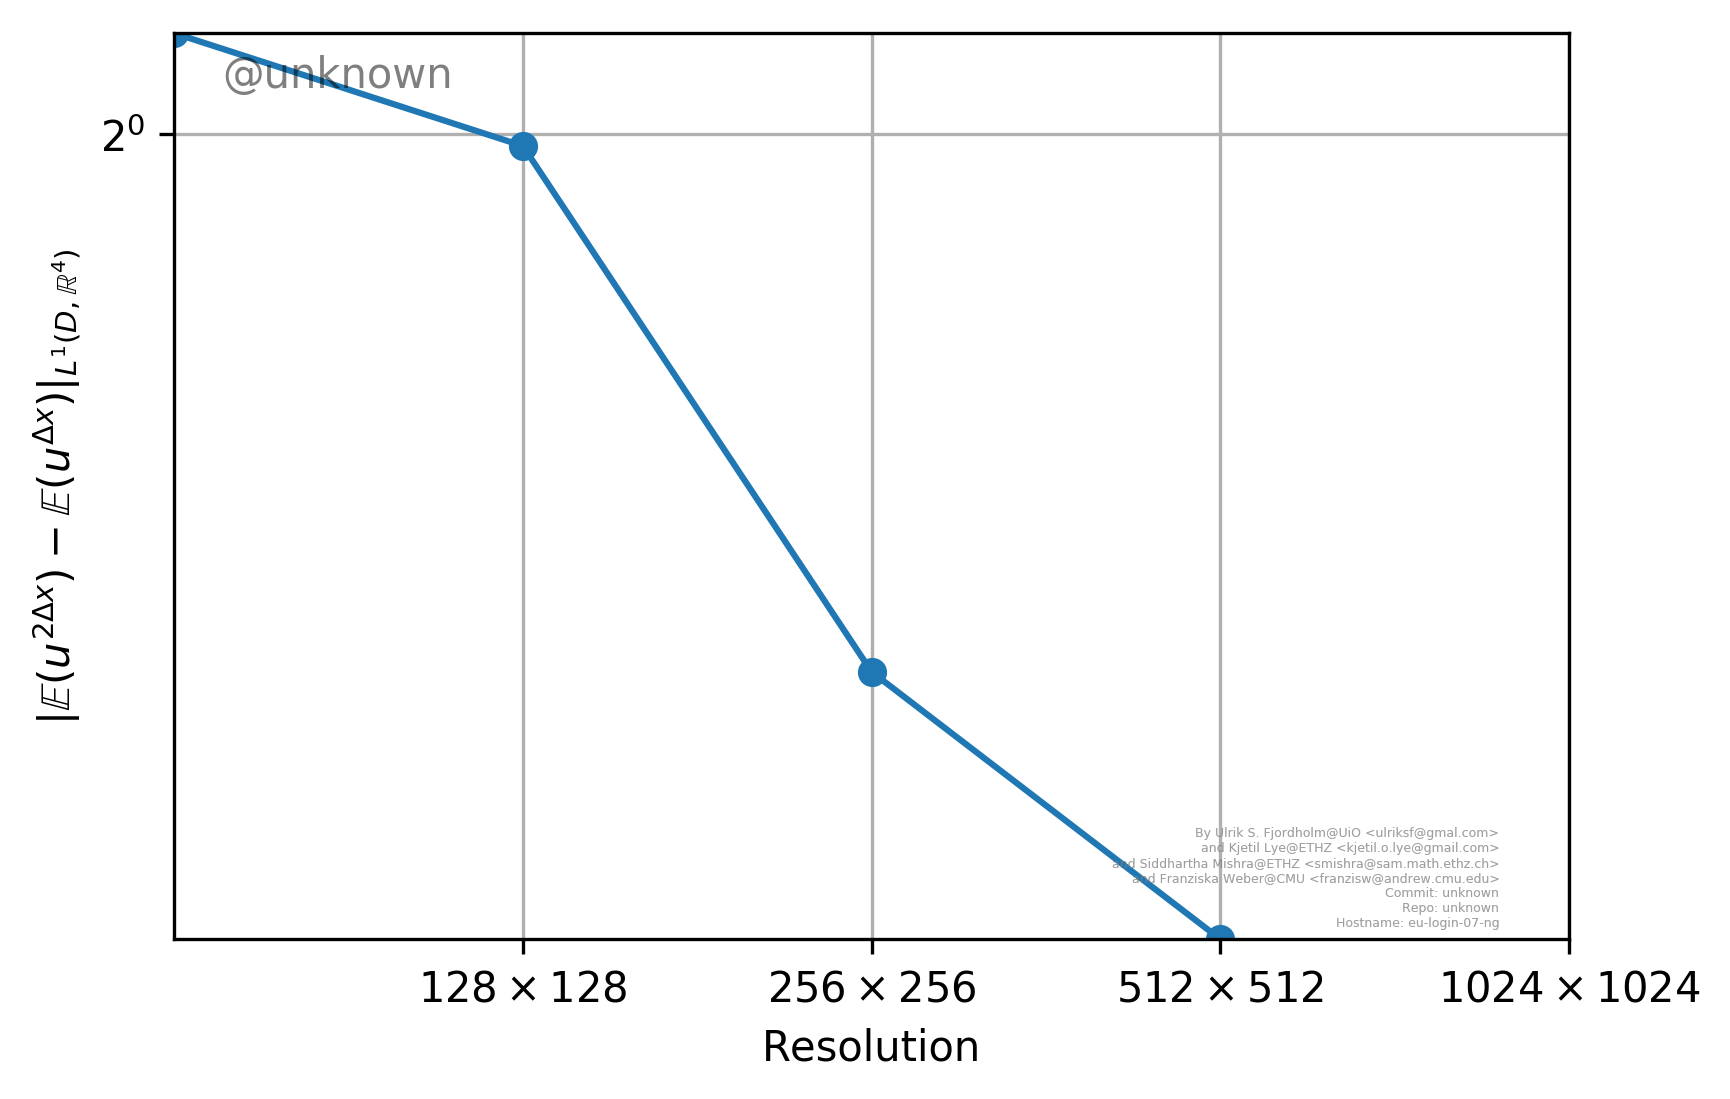 @unknown
2⁰
|𝔼(u^{2Δx}) − 𝔼(u^{Δx})|_{L¹(D, ℝ⁴)}
By Ulrik S. Fjordholm@UiO <ulriksf@gmal.com>
and Kjetil Lye@ETHZ <kjetil.o.lye@gmail.com>
and Siddhartha Mishra@ETHZ <smishra@sam.math.ethz.ch>
and Franziska Weber@CMU <franzisw@andrew.cmu.edu>
Commit: unknown
Repo: unknown
Hostname: eu-login-07-ng
128 × 128 256 × 256 512 × 512 1024 × 1024
Resolution